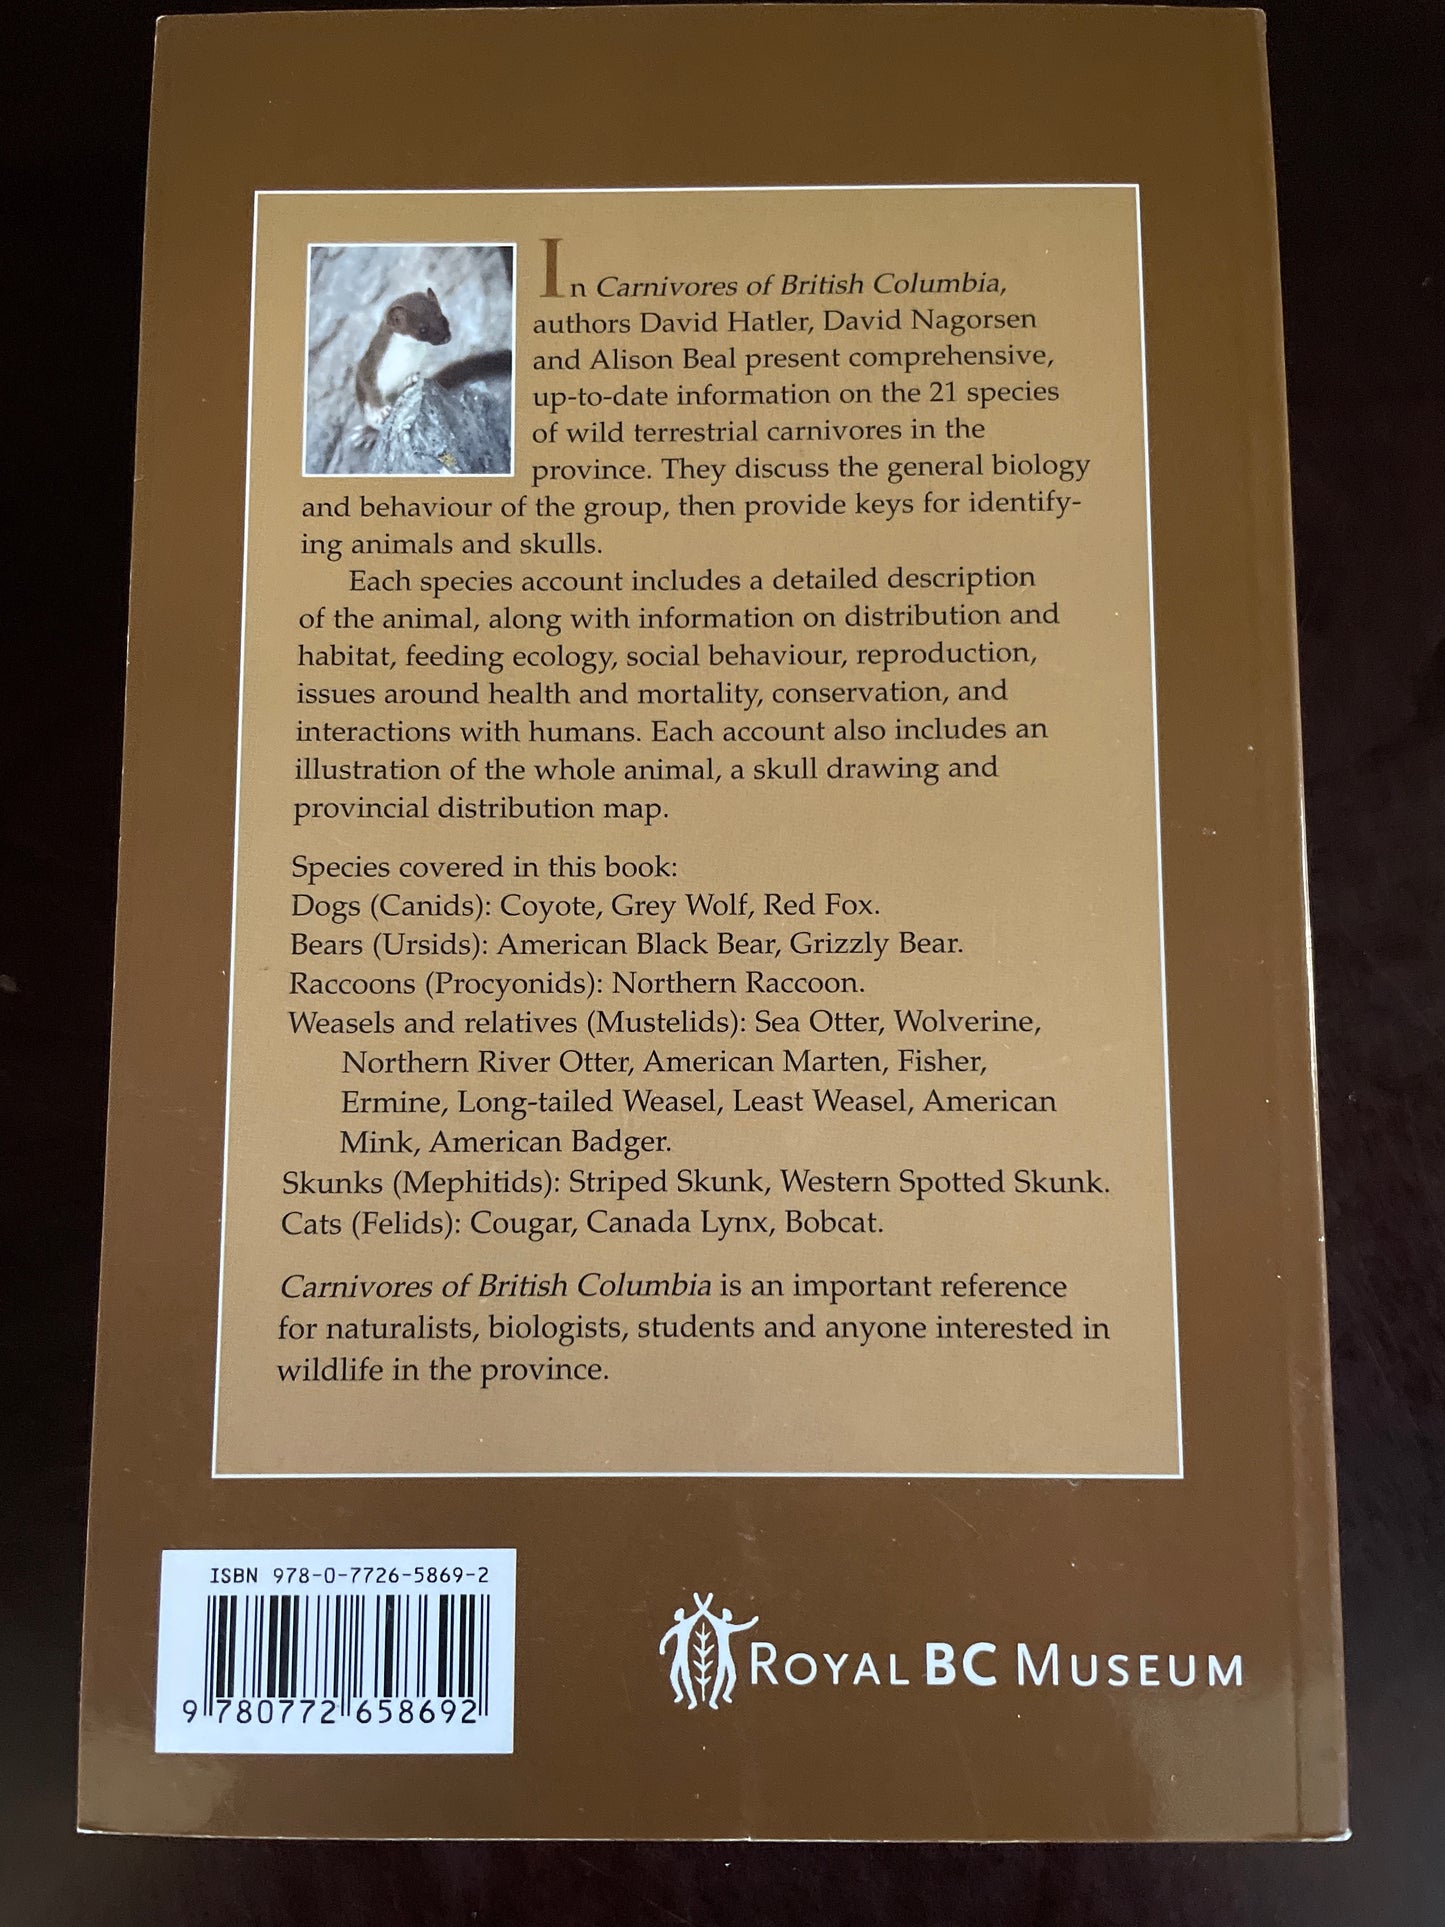 In Carnivores of British Columbia,
authors David Hatler, David Nagorsen
and Alison Beal present comprehensive,
up-to-date information on the 21 species
of wild terrestrial carnivores in the
province. They discuss the general biology
and behaviour of the group, then provide keys for identify-
ing animals and skulls.
Each species account includes a detailed description
of the animal, along with information on distribution and
habitat, feeding ecology, social behaviour, reproduction,
issues around health and mortality, conservation, and
interactions with humans. Each account also includes an
illustration of the whole animal, a skull drawing and
provincial distribution map.
Species covered in this book:
Dogs (Canids): Coyote, Grey Wolf, Red Fox.
Bears (Ursids): American Black Bear, Grizzly Bear.
Raccoons (Procyonids): Northern Raccoon.
Weasels and relatives (Mustelids): Sea Otter, Wolverine,
Northern River Otter, American Marten, Fisher,
Ermine, Long-tailed Weasel, Least Weasel, American
Mink, American Badger.
Skunks (Mephitids): Striped Skunk, Western Spotted Skunk.
Cats (Felids): Cougar, Canada Lynx, Bobcat.
Carnivores of British Columbia is an important reference
for naturalists, biologists, students and anyone interested in
wildlife in the province.
ISBN 978-0-7726-5869-2
9 780772 658692
ROYAL BC MUSEUM